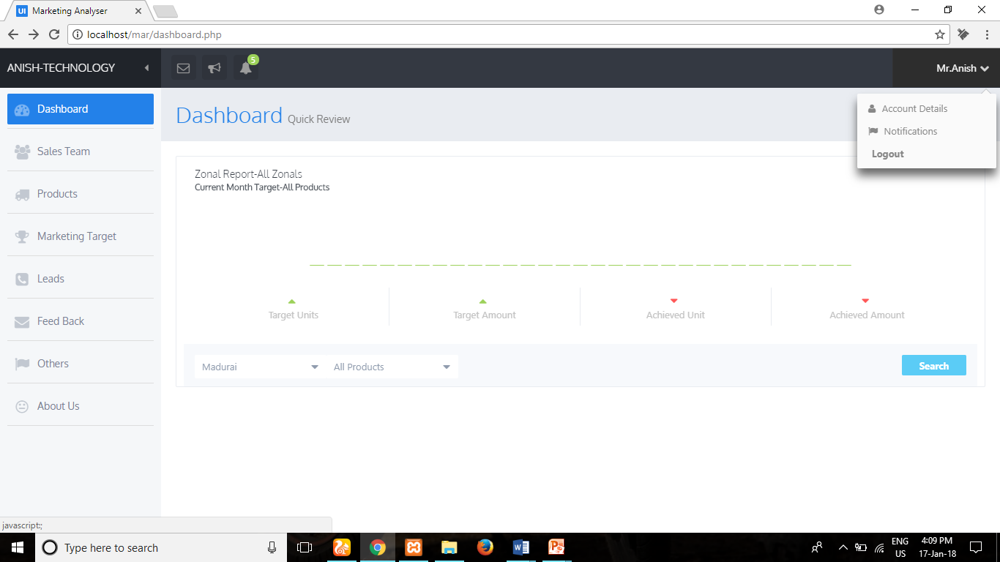 UI Marketing Analyser
localhost/mar/dashboard.php
ANISH-TECHNOLOGY
5
Mr.Anish
Dashboard
Sales Team
Products
Marketing Target
Leads
Feed Back
Others
About Us
Dashboard Quick Review
Account Details
Notifications
Logout
Zonal Report-All Zonals
Current Month Target-All Products
Target Units
Target Amount
Achieved Unit
Achieved Amount
Madurai
All Products
Search
javascript:;
Type here to search
ENG
US
4:09 PM
17-Jan-18